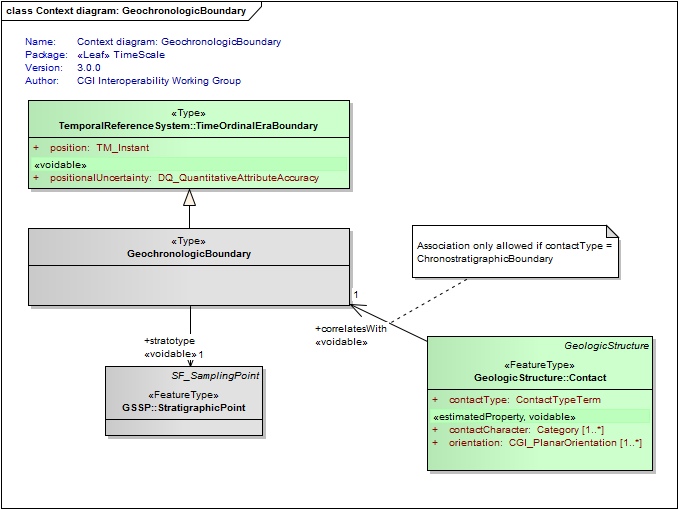 class Context diagram: GeochronologicBoundary
Name: Context diagram: GeochronologicBoundary
Package: «Leaf» TimeScale
Version: 3.0.0
Author: CGI Interoperability Working Group
«Type»
TemporalReferenceSystem::TimeOrdinalEraBoundary
+ position: TM_Instant
«voidable»
+ positionalUncertainty: DQ_QuantitativeAttributeAccuracy
«Type»
GeochronologicBoundary
Association only allowed if contactType =
ChronostratigraphicBoundary
1
+correlatesWith
«voidable»
+stratotype
«voidable» 1
SF_SamplingPoint
«FeatureType»
GSSP::StratigraphicPoint
GeologicStructure
«FeatureType»
GeologicStructure::Contact
+ contactType: ContactTypeTerm
«estimatedProperty, voidable»
+ contactCharacter: Category [1..*]
+ orientation: CGI_PlanarOrientation [1..*]